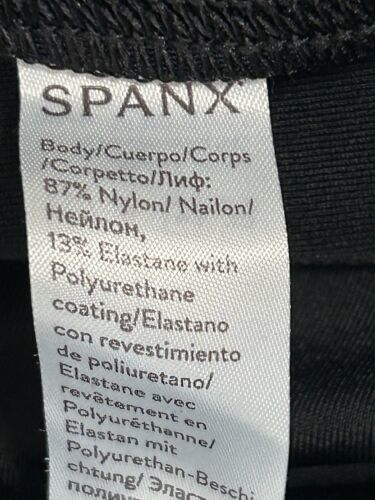 SPANX
Body/Cuerpo/Corps
/Corpetto/Лиф:
87% Nylon/ Nailon/
Нейлон,
13% Elastane with
Polyurethane
coating/Elastano
con revestimiento
de poliuretano/
Elastane avec
revêtement en
Polyuréthanne/
Elastan mit
Polyurethan-Beschi
chtung/ Элас